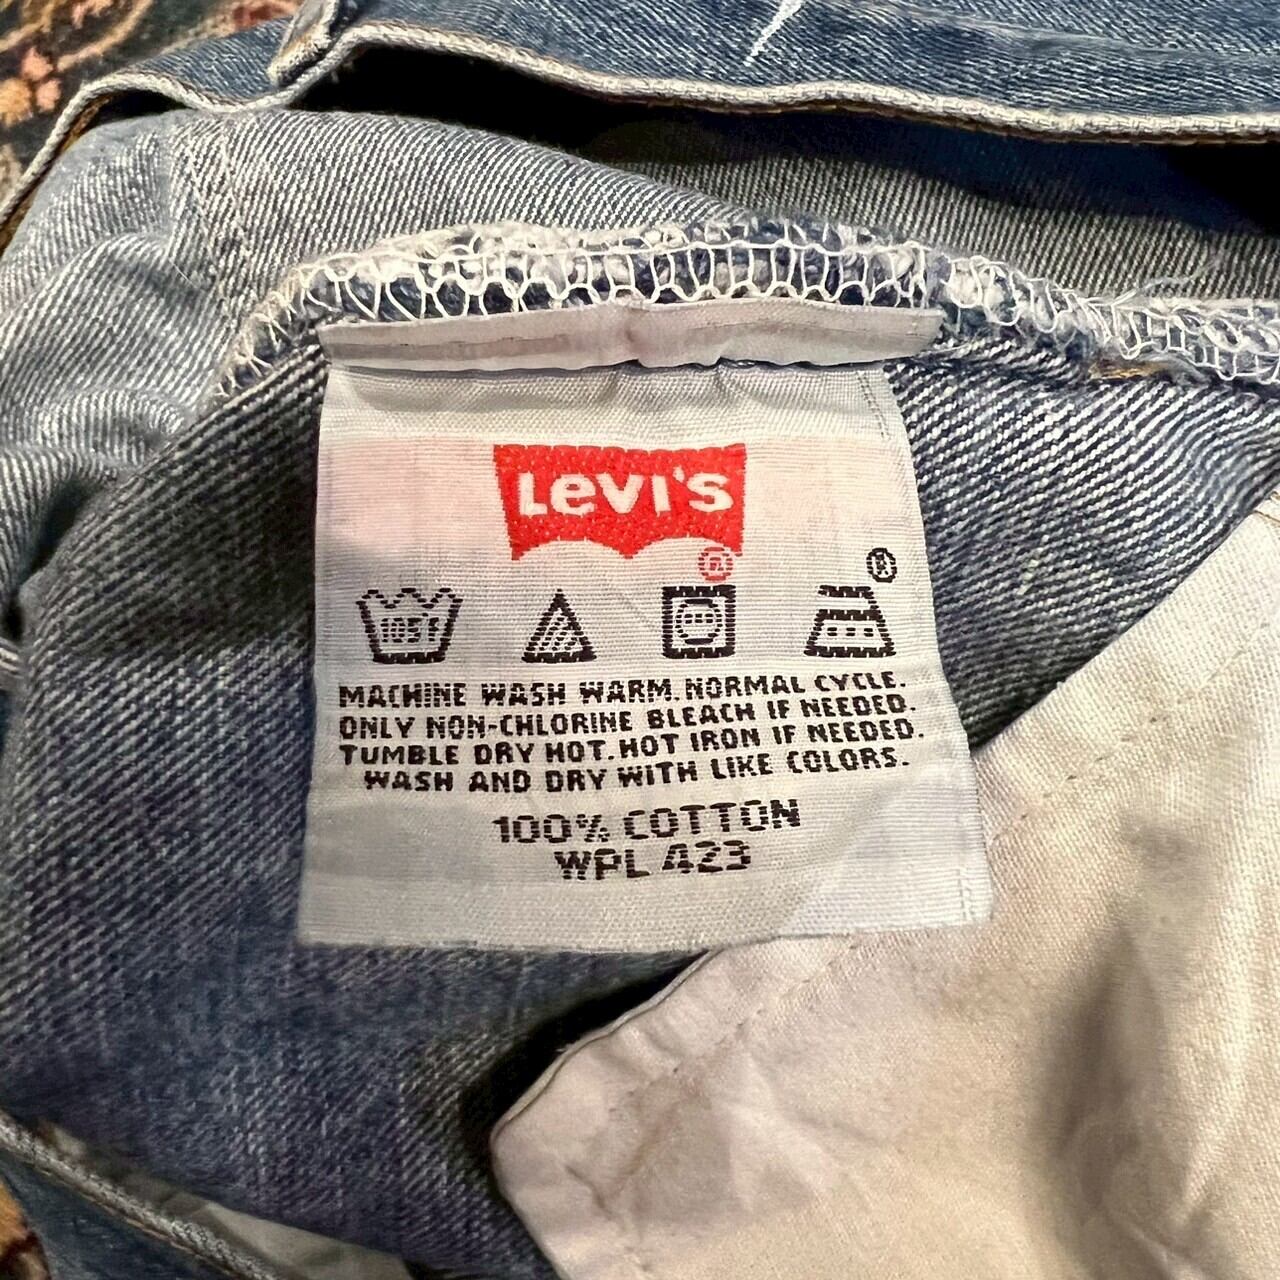 Levi's
®
®
105F
MACHINE WASH WARM. NORMAL CYCLE.
ONLY NON-CHLORINE BLEACH IF NEEDED.
TUMBLE DRY HOT. HOT IRON IF NEEDED.
WASH AND DRY WITH LIKE COLORS.
100% COTTON
WPL 423